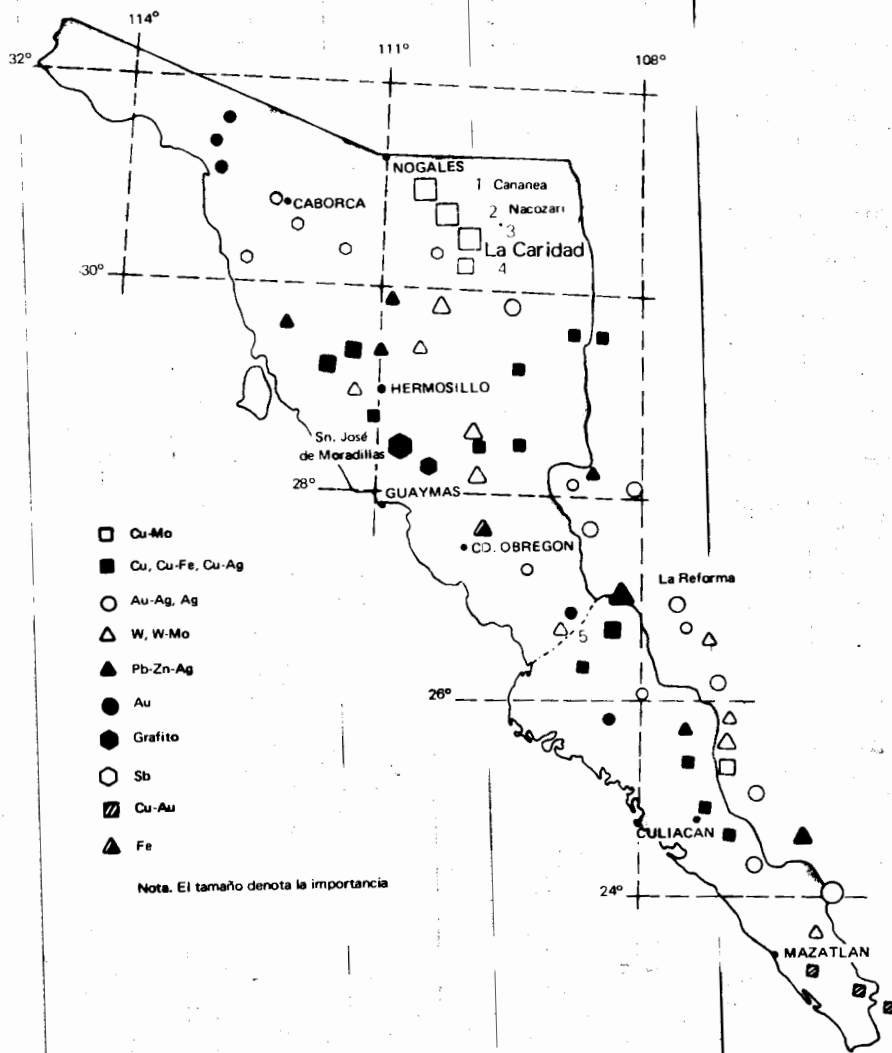 114°
111°
108°
32°
NOGALES
1 Cananea
2 Nacozari
3
CABORCA
La Caridad
4
30°
HERMOSILLO
Sn. José
de Moradillas
28°
GUAYMAS
CD. OBREGON
La Reforma
5
26°
CULIACAN
24°
MAZATLAN
Cu-Mo
Cu, Cu-Fe, Cu-Ag
Au-Ag, Ag
W, W-Mo
Pb-Zn-Ag
Au
Grafito
Sb
Cu-Au
Fe
Nota. El tamaño denota la importancia